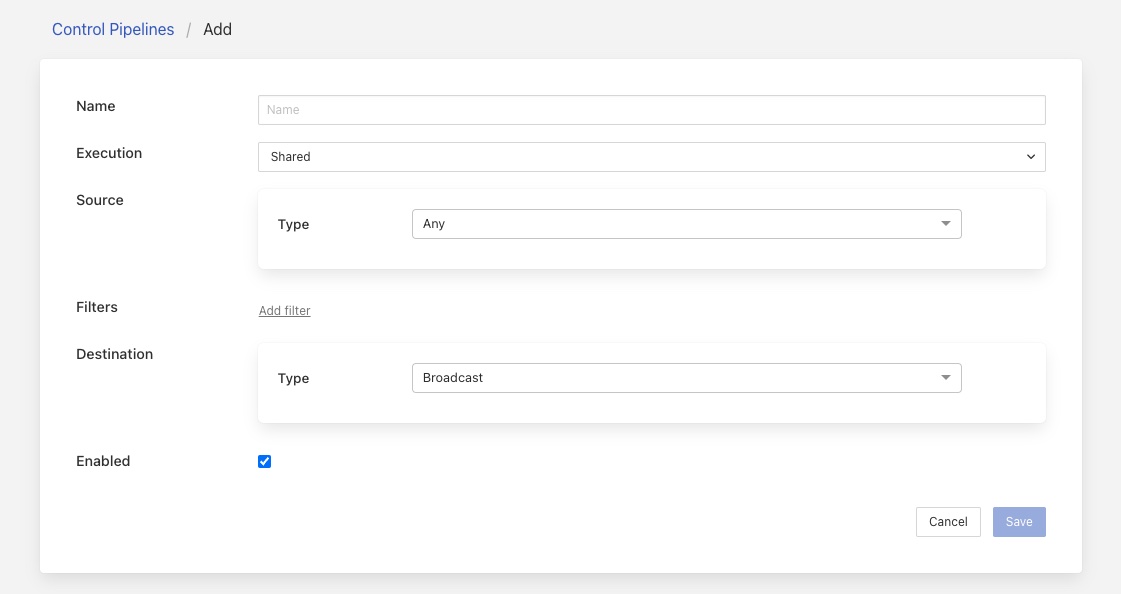 Control Pipelines / Add
Name
Name
Execution
Shared
Source
Type
Any
Filters
Add filter
Destination
Type
Broadcast
Enabled
Cancel
Save